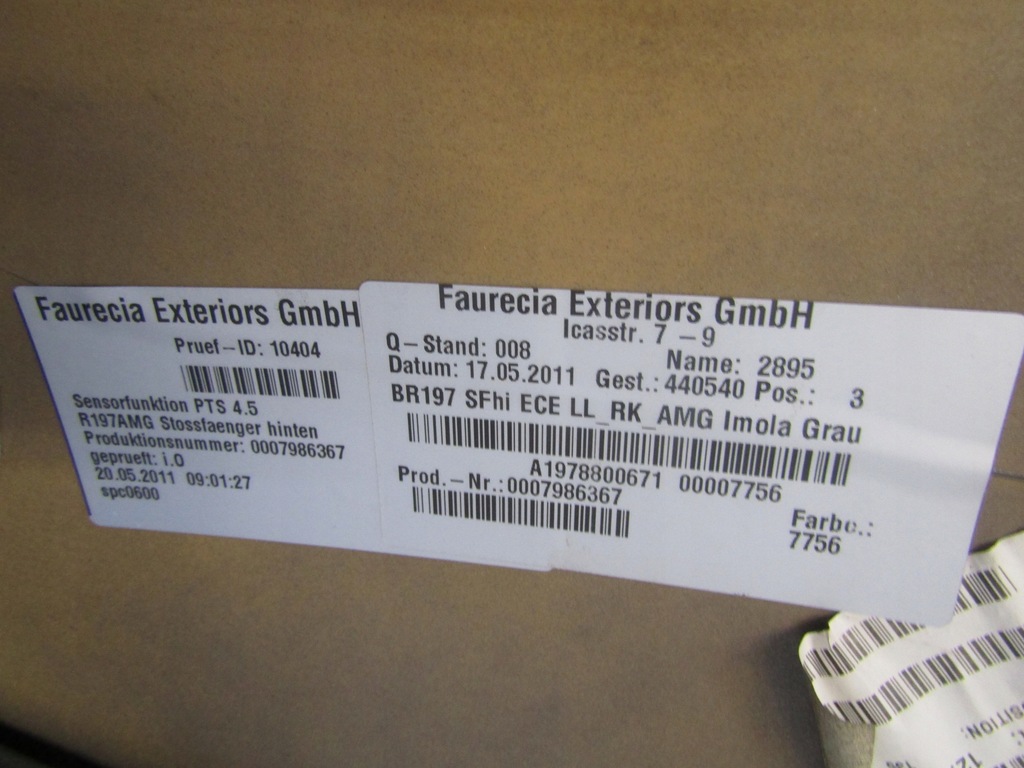 Faurecia Exteriors GmbH
Pruef-ID: 10404
Sensorfunktion PTS 4.5
R197AMG Stossfaenger hinten
Produktionsnummer: 0007986367
geprueft: i.O
20.05.2011 09:01:27
spc0600
Faurecia Exteriors GmbH
Icasstr. 7-9
Q-Stand: 008 Name: 2895
Datum: 17.05.2011 Gest.: 440540 Pos.: 3
BR197 SFhi ECE LL_RK_AMG Imola Grau
A1978800671 00007756
Prod.-Nr.:0007986367
Farbc.:
7756